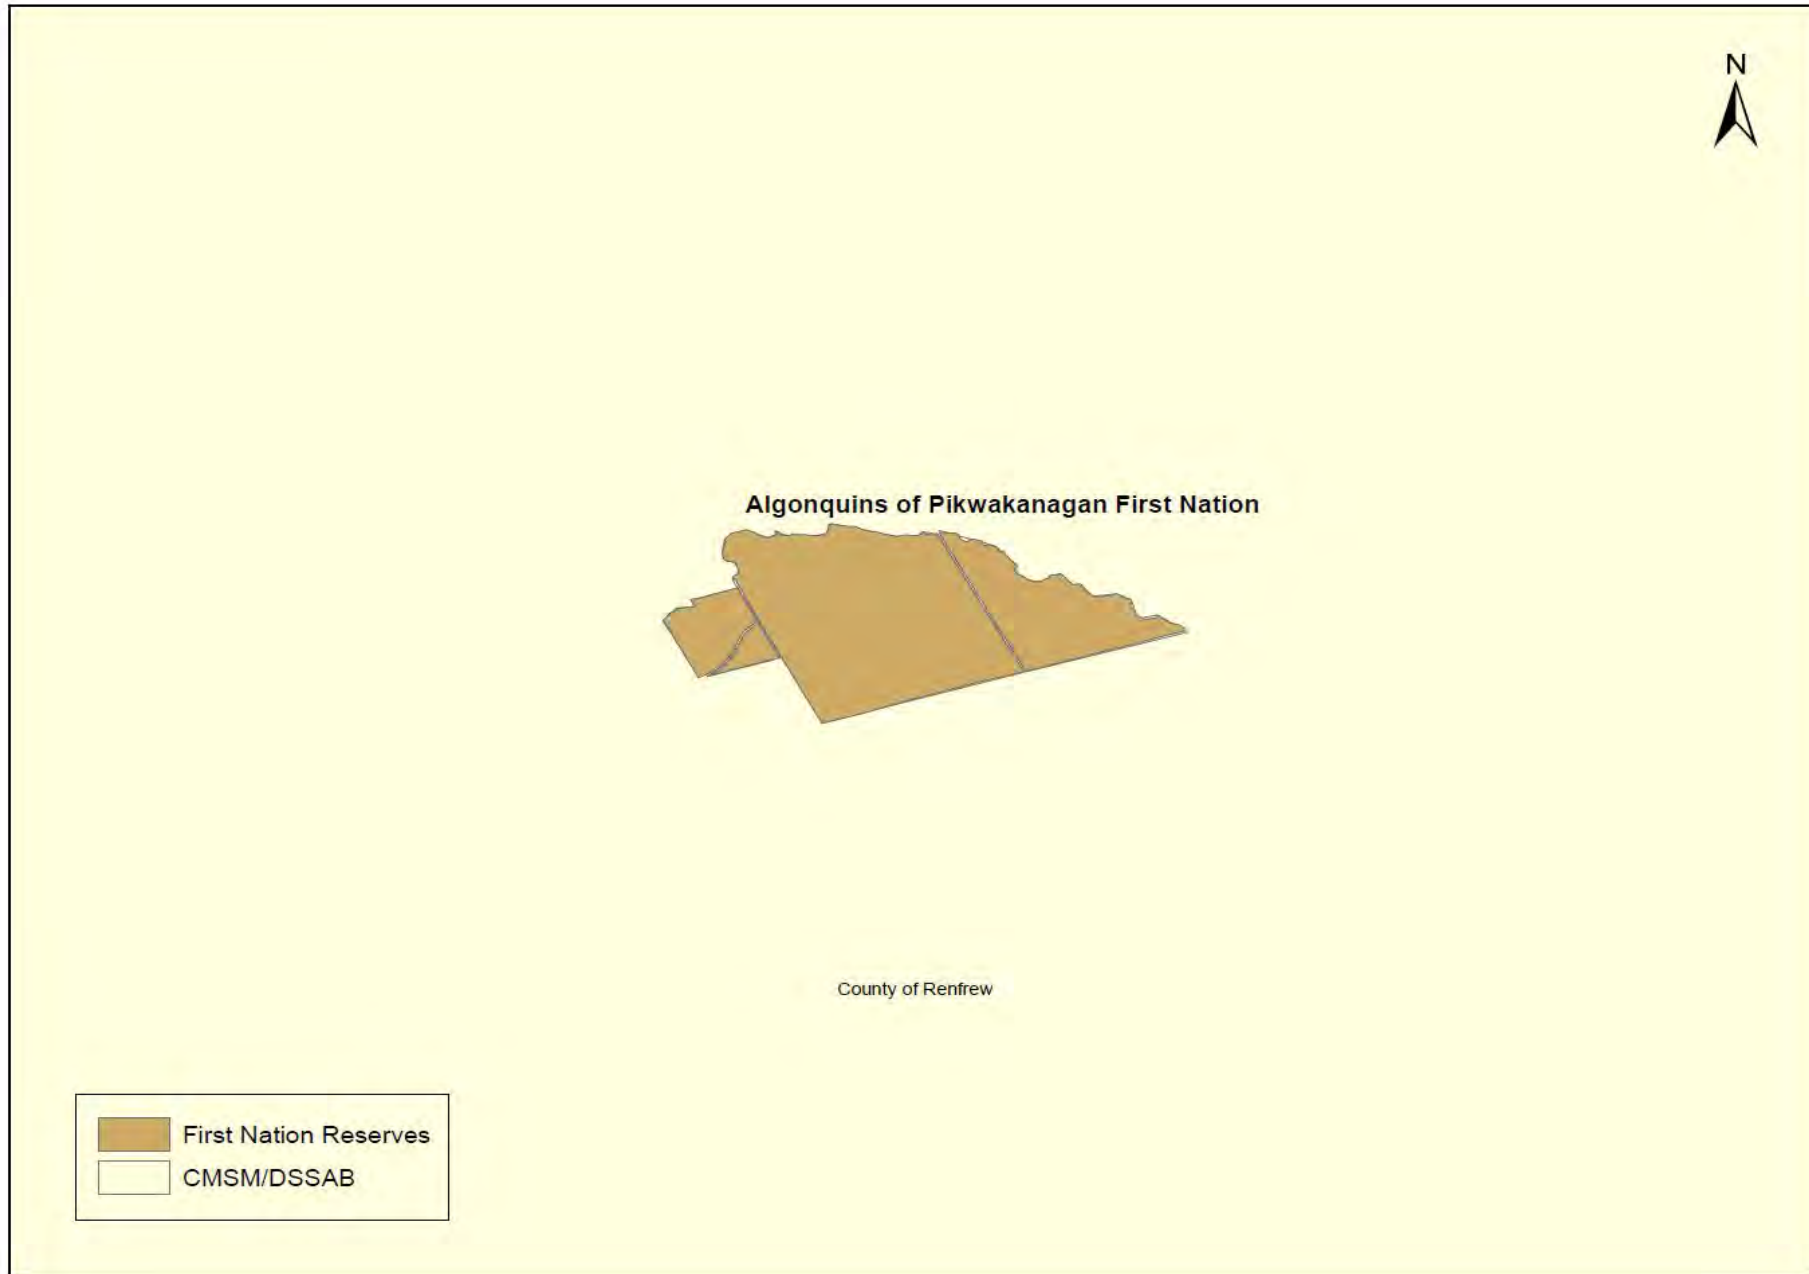 N
Algonquins of Pikwakanagan First Nation
County of Renfrew
First Nation Reserves
CMSM/DSSAB